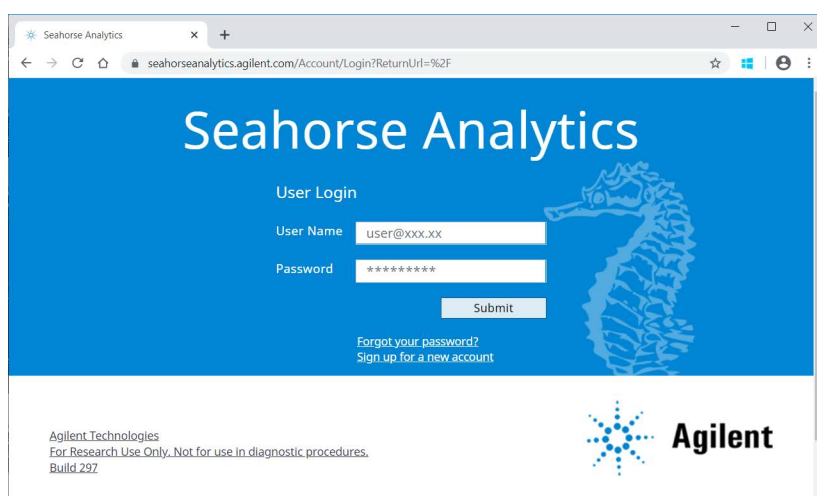 Seahorse Analytics
seahorseanalytics.agilent.com/Account/Login?ReturnUrl=%2F
Seahorse Analytics
User Login
User Name user@xxx.xx
Password *********
Submit
Forgot your password?
Sign up for a new account
Agilent Technologies
For Research Use Only. Not for use in diagnostic procedures.
Build 297
Agilent